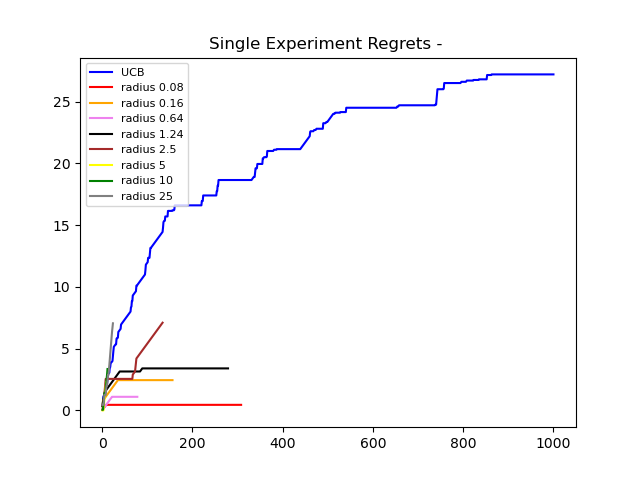 Single Experiment Regrets -
UCB
radius 0.08
radius 0.16
radius 0.64
radius 1.24
radius 2.5
radius 5
radius 10
radius 25
25
20
15
10
5
0
0 200 400 600 800 1000